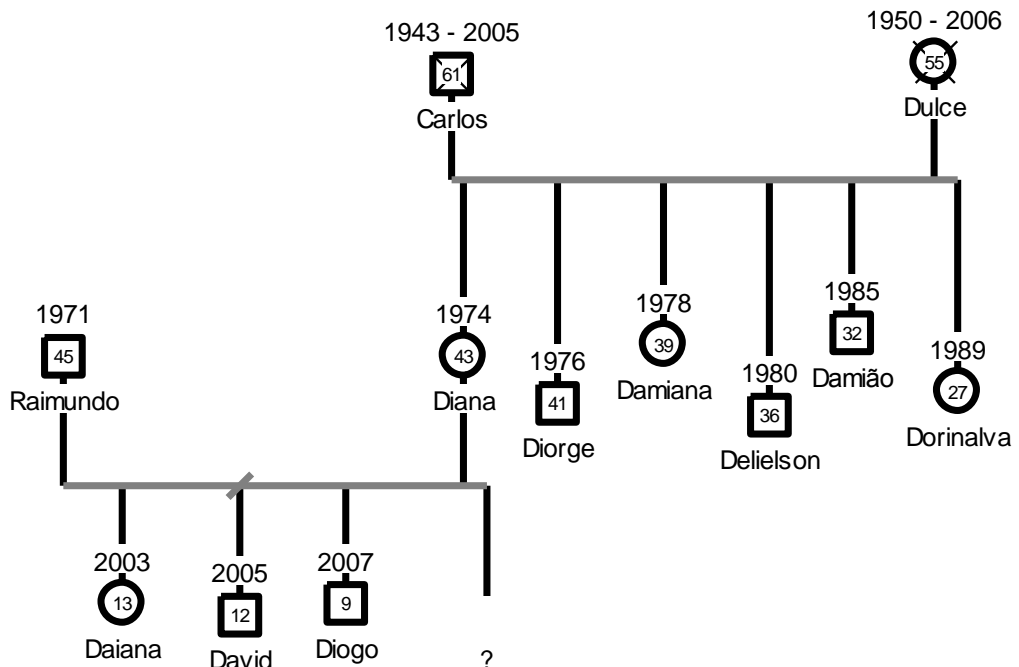 1943 - 2005
1950 - 2006
61
55
Carlos
Dulce
1971
1974
1976
1978
1980
1985
1989
45
43
41
39
36
32
27
Raimundo
Diana
Diorge
Damiana
Delielson
Damião
Dorinalva
2003
2005
2007
13
12
9
Daiana
David
Diogo
?